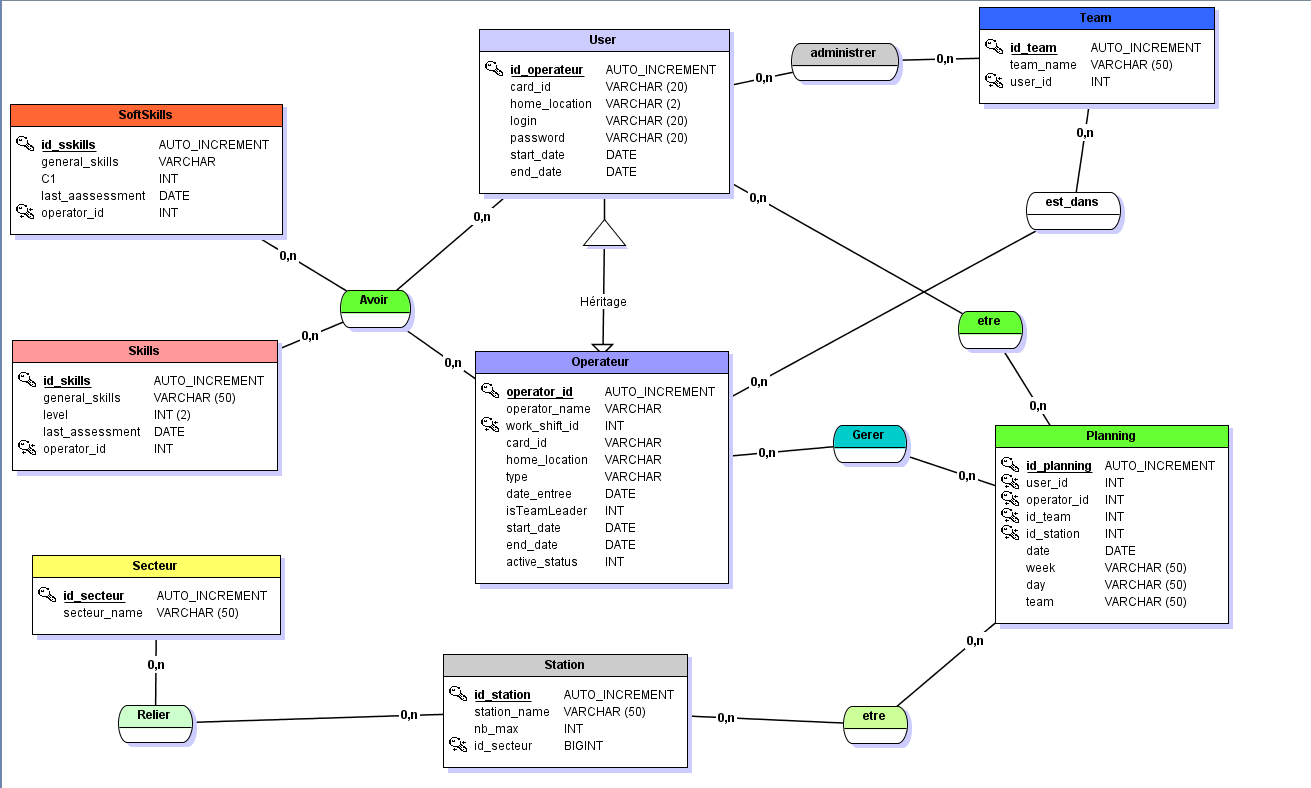 Team
id_team AUTO_INCREMENT
team_name VARCHAR (50)
user_id INT
User
id_operateur AUTO_INCREMENT
card_id VARCHAR (20)
home_location VARCHAR (2)
login VARCHAR (20)
password VARCHAR (20)
start_date DATE
end_date DATE
administrer
0,n
0,n
SoftSkills
id_sskills AUTO_INCREMENT
general_skills VARCHAR
C1 INT
last_aassessment DATE
operator_id INT
0,n
est_dans
0,n
0,n
0,n
Avoir
0,n
0,n
Héritage
etre
0,n
0,n
Skills
id_skills AUTO_INCREMENT
general_skills VARCHAR (50)
level INT (2)
last_assessment DATE
operator_id INT
Operateur
operator_id AUTO_INCREMENT
operator_name VARCHAR
work_shift_id INT
card_id VARCHAR
home_location VARCHAR
type VARCHAR
date_entree DATE
isTeamLeader INT
start_date DATE
end_date DATE
active_status INT
Gerer
0,n
0,n
Planning
id_planning AUTO_INCREMENT
user_id INT
operator_id INT
id_team INT
id_station INT
date DATE
week VARCHAR (50)
day VARCHAR (50)
team VARCHAR (50)
Secteur
id_secteur AUTO_INCREMENT
secteur_name VARCHAR (50)
0,n
0,n
Relier
0,n
Station
id_station AUTO_INCREMENT
station_name VARCHAR (50)
nb_max INT
id_secteur BIGINT
0,n
etre